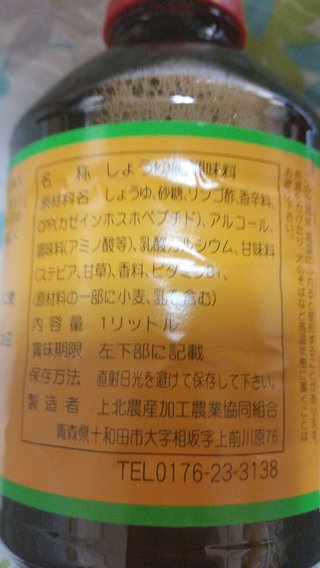 名 称 しょうゆ 調味料
原材料名 しょうゆ、砂糖、リンゴ酢、香辛料、
CPP(カゼインホスホペプチド)、アルコール、
調味料(アミノ酸等)、乳酸カルシウム、甘味料
(ステビア、甘草)、香料、ビタミンB1、
(原材料の一部に小麦、乳も含む)
内容量 1リットル
賞味期限 左下部に記載
保存方法 直射日光を避けて保存して下さい。
製造者 上北農産加工農業協同組合
青森県十和田市大字相坂字上前川原76
TEL0176-23-3138